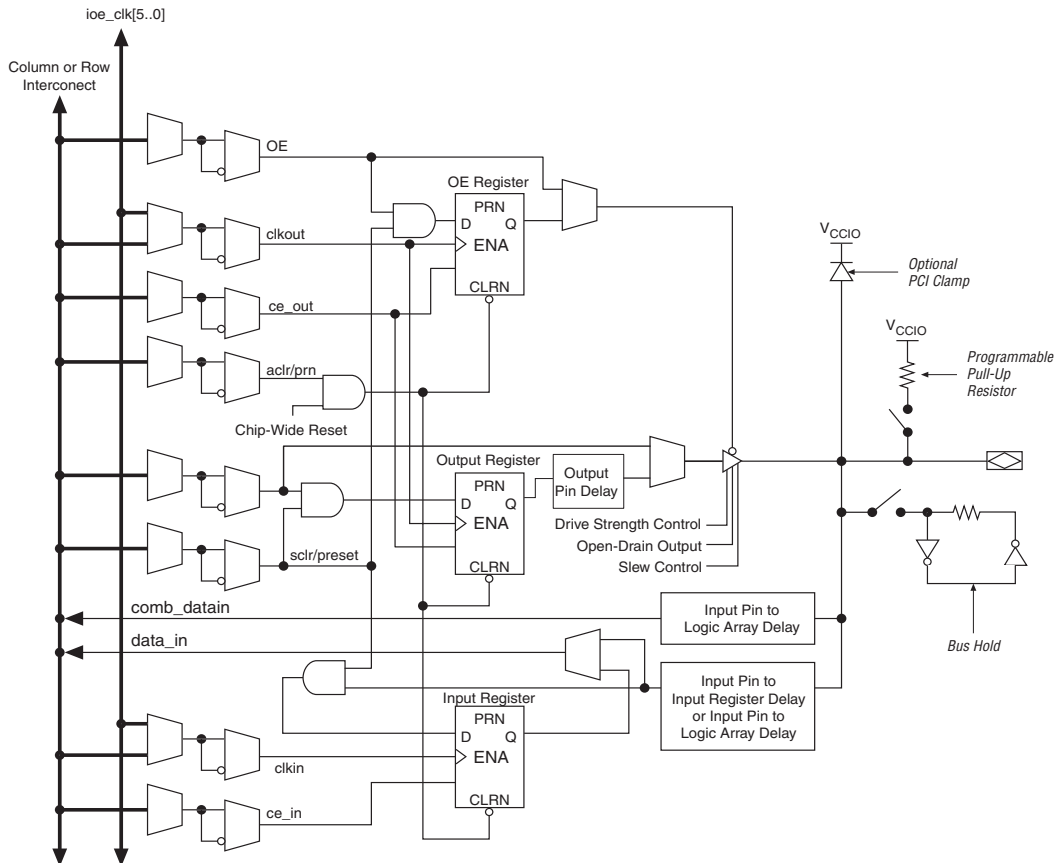 ioe_clk[5..0]
Column or Row
Interconect
OE
OE Register
PRN
D
Q
clkout
ENA
VCCIO
Optional
PCI Clamp
ce_out
CLRN
VCCIO
Programmable
Pull-Up
Resistor
aclr/prn
Chip-Wide Reset
Output Register
Output
Pin Delay
PRN
D
Q
ENA
Drive Strength Control
Open-Drain Output
Slew Control
sclr/preset
CLRN
comb_datain
Input Pin to
Logic Array Delay
Bus Hold
data_in
Input Pin to
Input Register Delay
or Input Pin to
Logic Array Delay
Input Register
PRN
D
Q
ENA
clkin
CLRN
ce_in